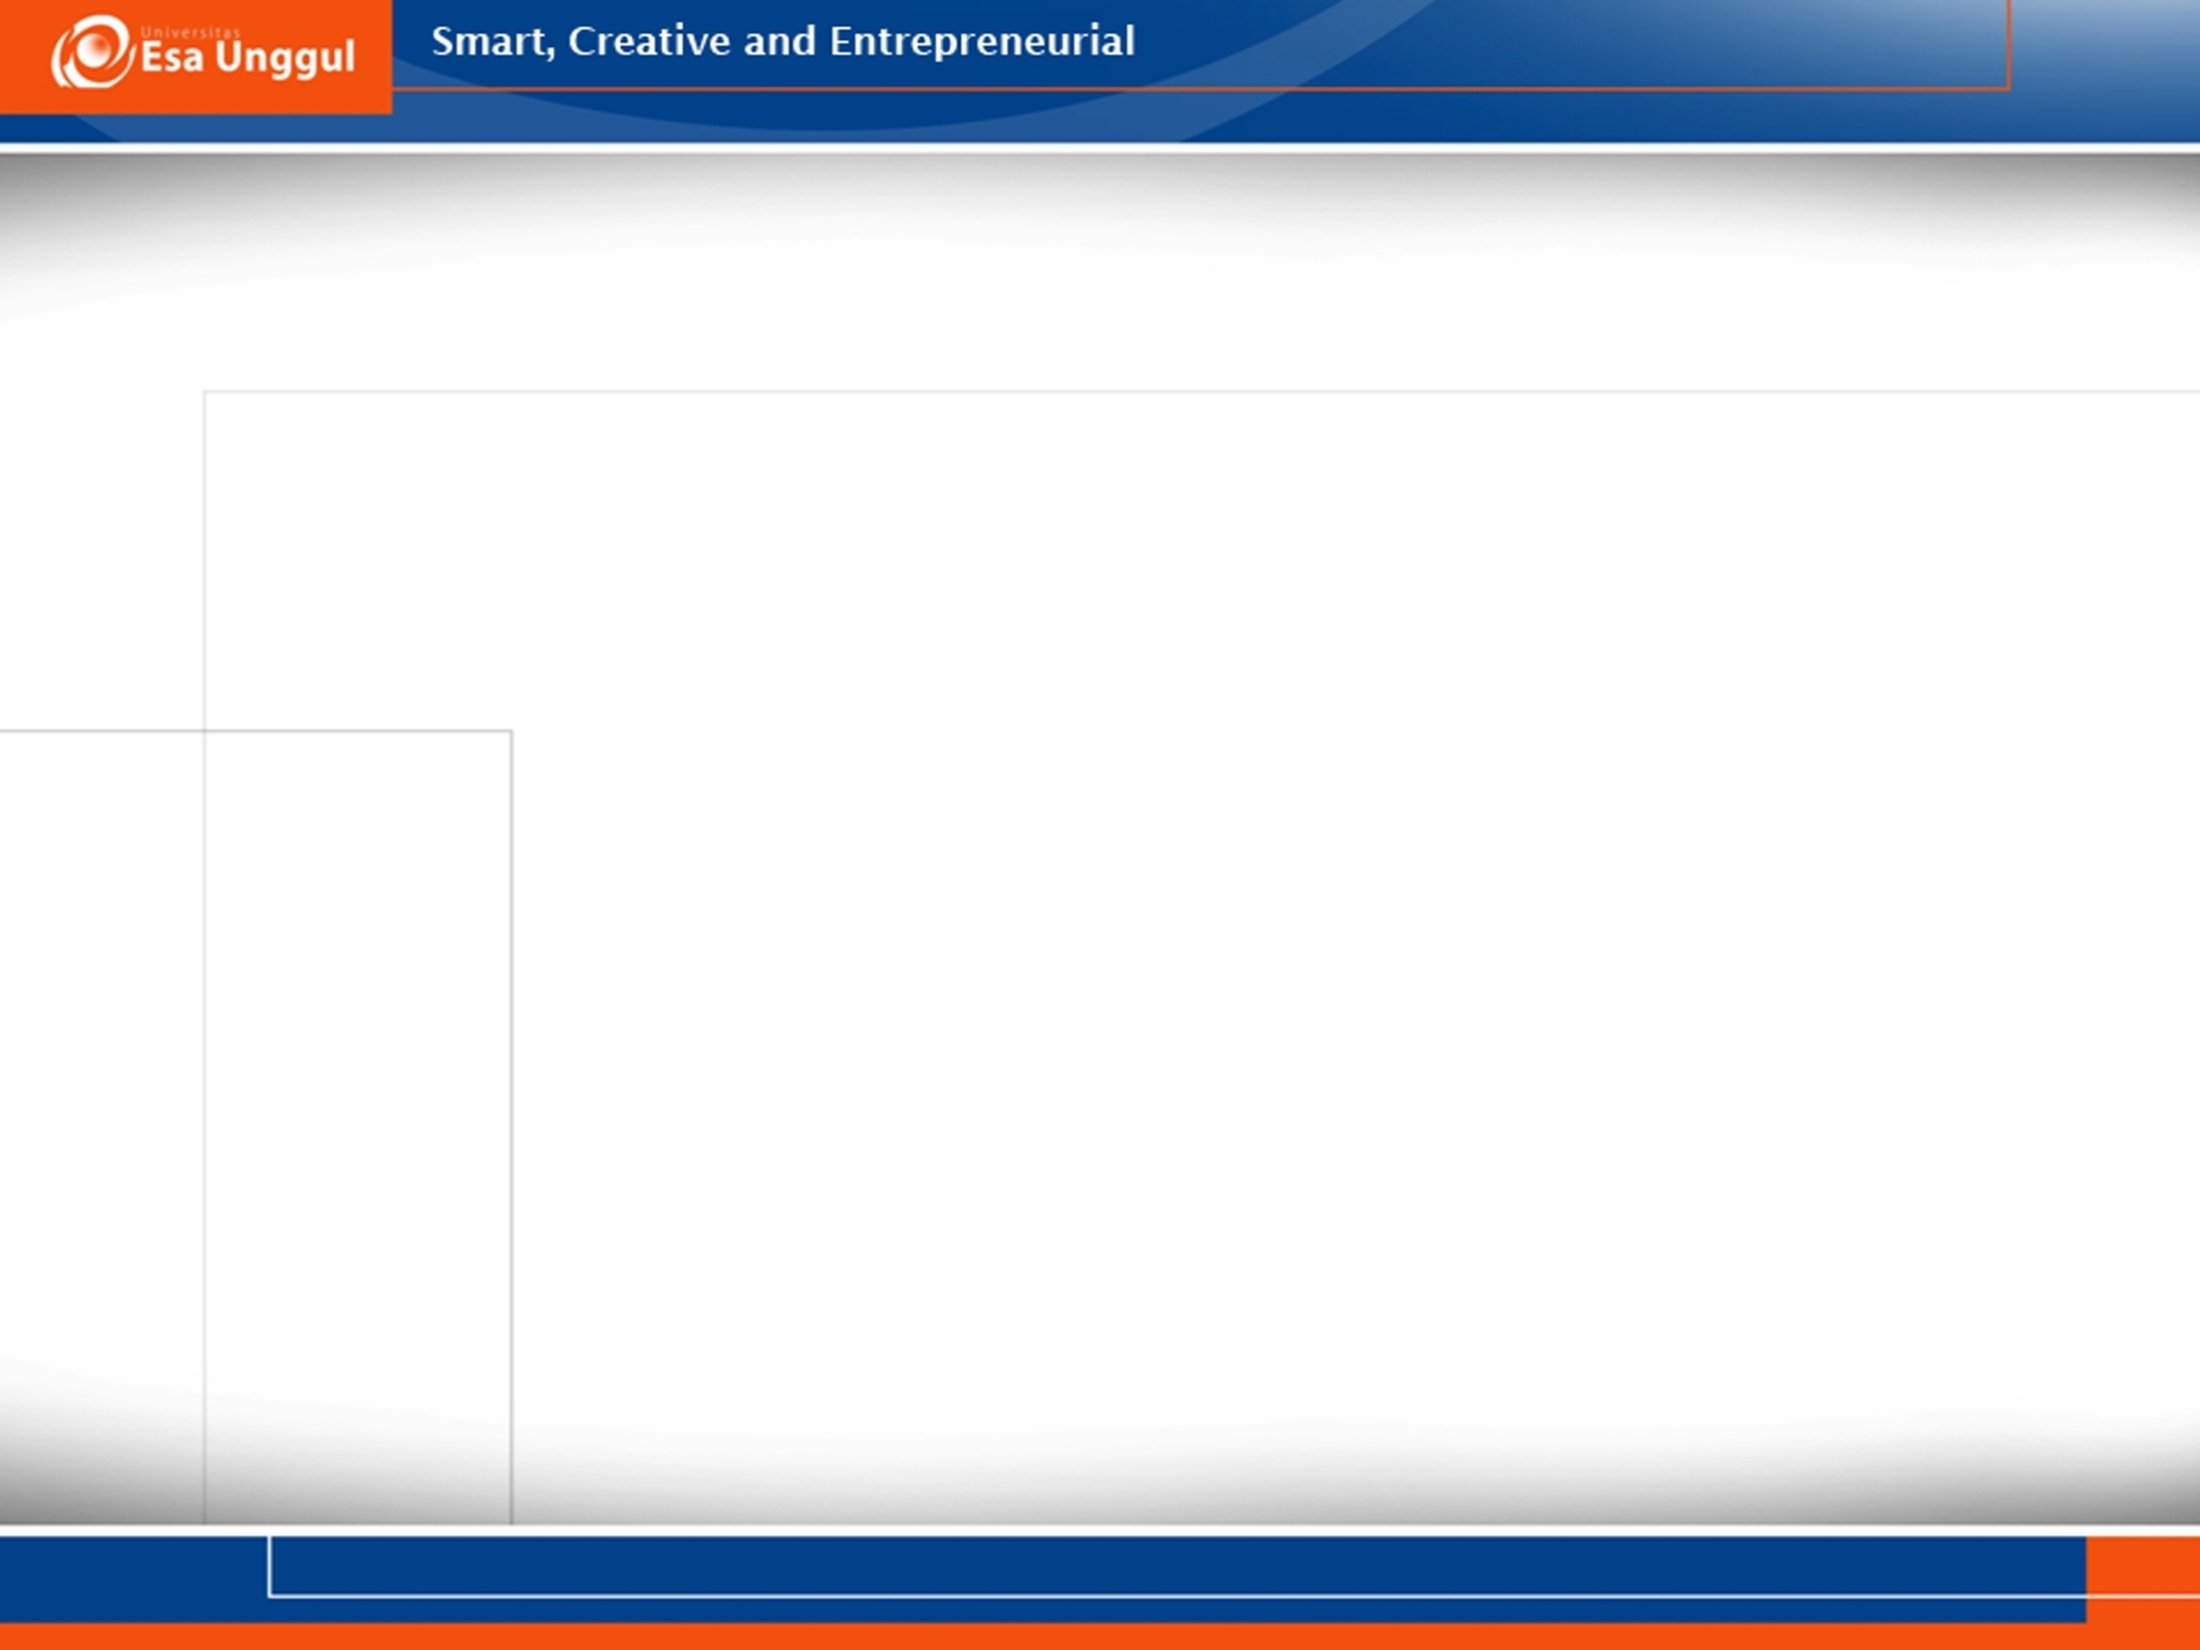 Universitas
Esa Unggul
Smart, Creative and Entrepreneurial